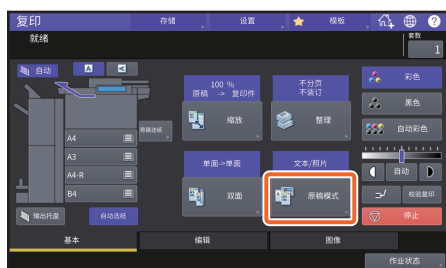 复印
存储
设置
模板
?
就绪
套数
1
自动
A
A
100 %
原稿 -> 复印件
不分页
不装订
彩色
缩放
整理
黑色
旁路送纸
自动彩色
A4
A3
A4-R
B4
单面->单面
文本/照片
自动
双面
原稿模式
校验复印
输出托盘
自动选纸
停止
基本
编辑
图像
作业状态